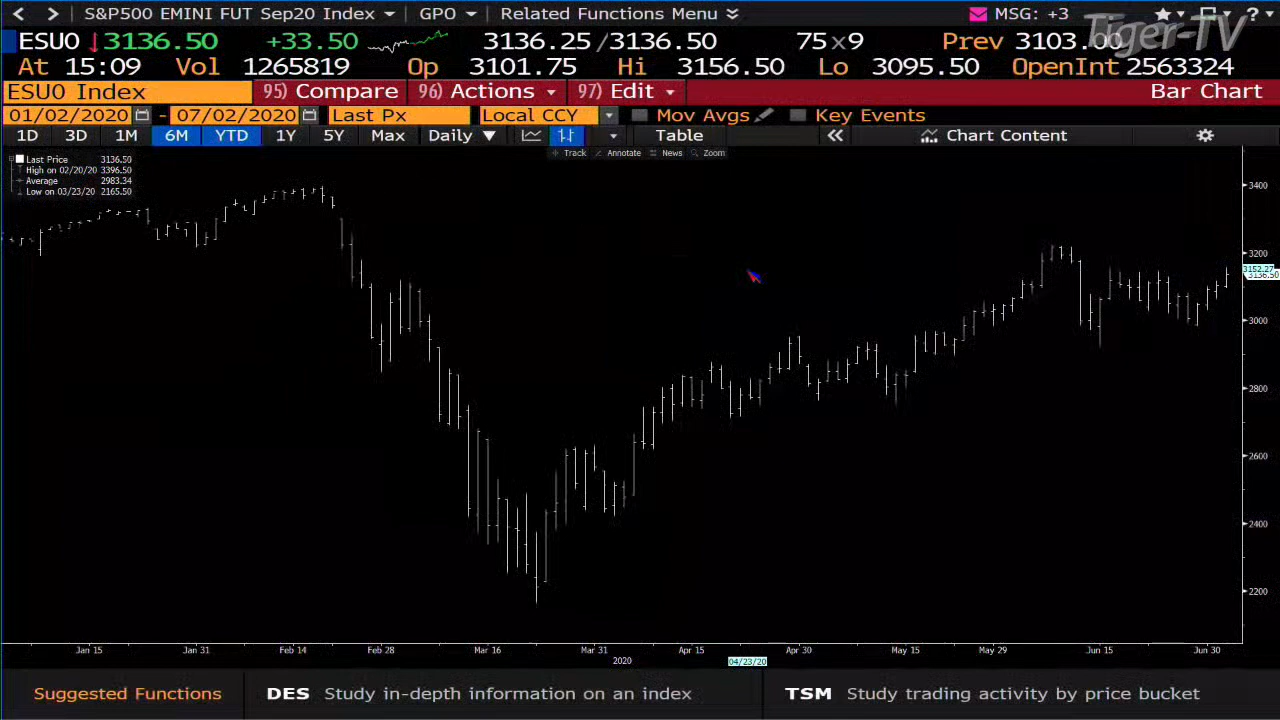 S&P500 EMINI FUT Sep20 Index GPO Related Functions Menu MSG: +3 ?
Tiger-TV
ESU0 ↓3136.50 +33.50 3136.25/3136.50 75x9 Prev 3103.00
At 15:09 Vol 1265819 Op 3101.75 Hi 3156.50 Lo 3095.50 OpenInt 2563324
ESU0 Index 95) Compare 96) Actions 97) Edit Bar Chart
01/02/2020 - 07/02/2020 Last Px Local CCY Mov Avgs Key Events
1D 3D 1M 6M YTD 1Y 5Y Max Daily ▼ Table « Chart Content
Track Annotate News Zoom
Last Price 3136.50
High on 02/20/20 3396.50
Average 2983.34
Low on 03/23/20 2165.50
3400
3200
3152.27
3136.50
3000
2800
2600
2400
2200
Jan 15 Jan 31 Feb 14 Feb 28 Mar 16 Mar 31 Apr 15 Apr 30 May 15 May 29 Jun 15 Jun 30
2020 04/23/20
Suggested Functions DES Study in-depth information on an index TSM Study trading activity by price bucket